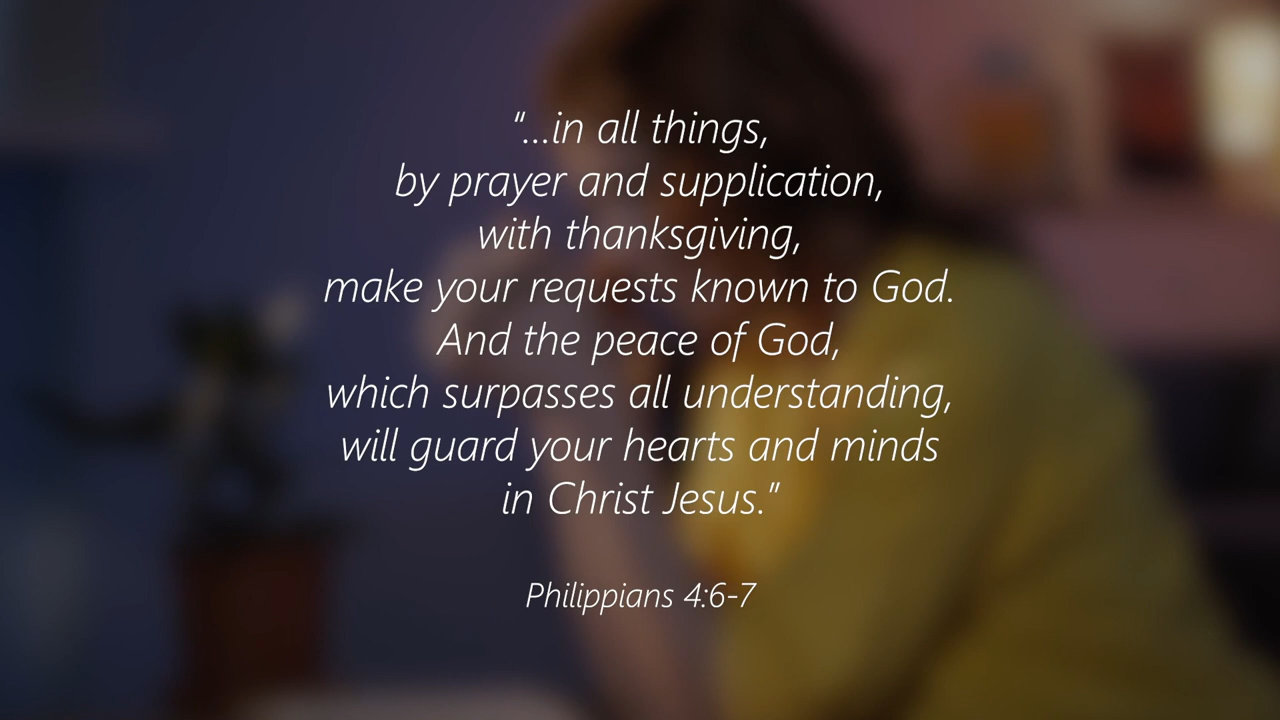 "...in all things,
by prayer and supplication,
with thanksgiving,
make your requests known to God.
And the peace of God,
which surpasses all understanding,
will guard your hearts and minds
in Christ Jesus."
Philippians 4:6-7